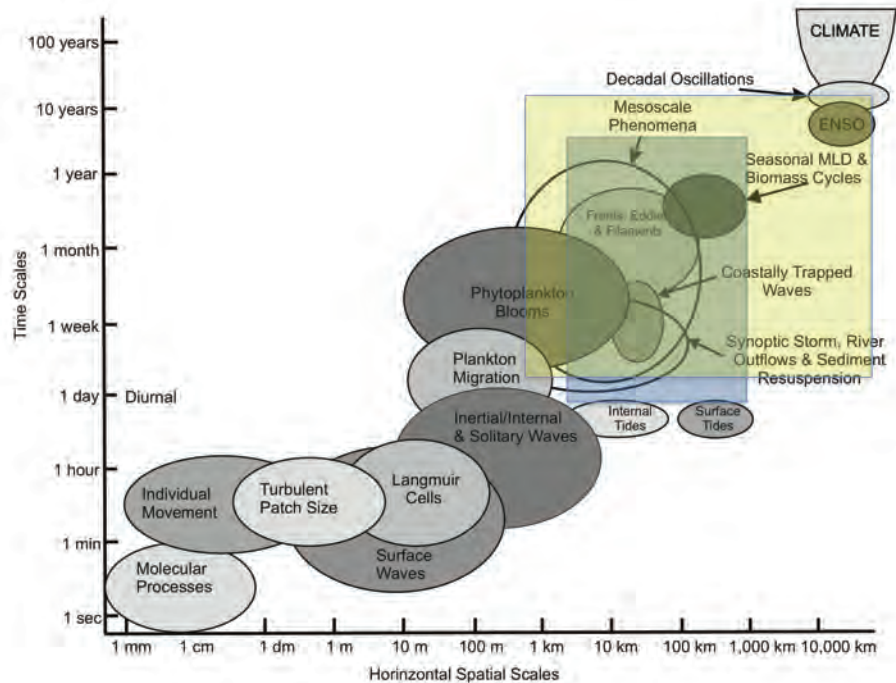 100 years
10 years
1 year
1 month
1 week
1 day
1 hour
1 min
1 sec
Time Scales
CLIMATE
Decadal Oscillations
ENSO
Mesoscale
Phenomena
Seasonal MLD &
Biomass Cycles
Fronts, Eddies
& Filaments
Coastally Trapped
Waves
Phytoplankton
Blooms
Synoptic Storm, River
Outflows & Sediment
Resuspension
Plankton
Migration
Diurnal
Internal
Tides
Surface
Tides
Inertial/Internal
& Solitary Waves
Langmuir
Cells
Turbulent
Patch Size
Individual
Movement
Surface
Waves
Molecular
Processes
1 mm
1 cm
1 dm
1 m
10 m
100 m
1 km
10 km
100 km
1,000 km
10,000 km
Horinzontal Spatial Scales